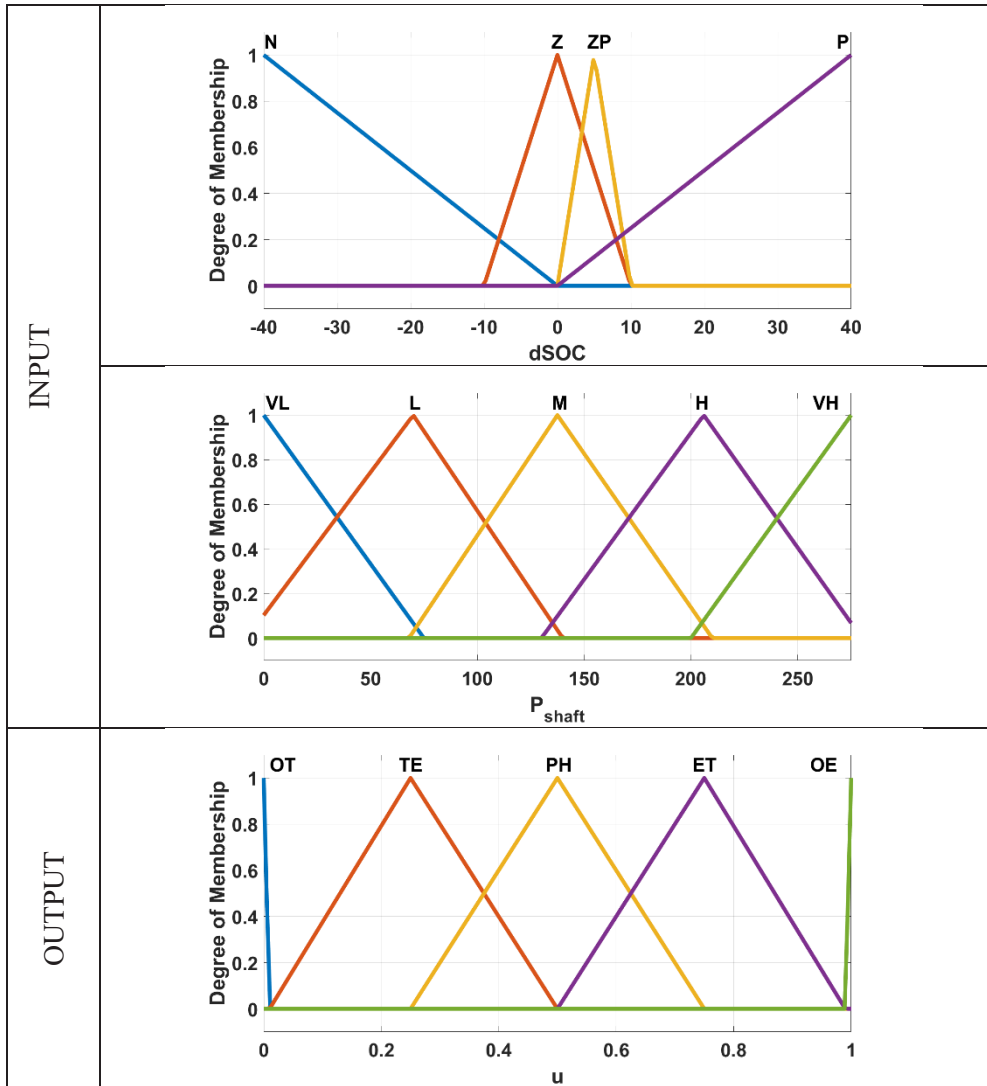 INPUT
N Z ZP P
Degree of Membership
1
0.8
0.6
0.4
0.2
0
-40 -30 -20 -10 0 10 20 30 40
dSOC
VL L M H VH
Degree of Membership
1
0.8
0.6
0.4
0.2
0
0 50 100 150 200 250
P_shaft
OUTPUT
OT TE PH ET OE
Degree of Membership
1
0.8
0.6
0.4
0.2
0
0 0.2 0.4 0.6 0.8 1
u